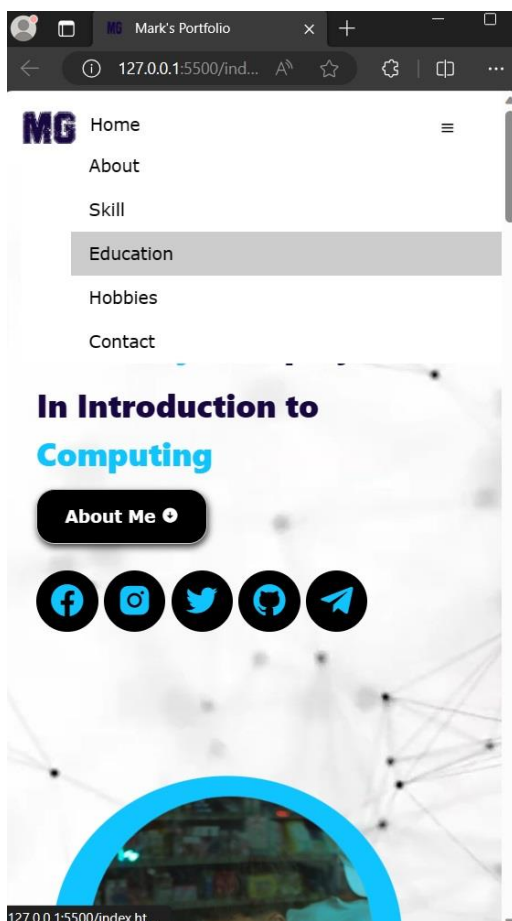 MG Mark's Portfolio
127.0.0.1:5500/ind...
MG Home
About
Skill
Education
Hobbies
Contact
In Introduction to
Computing
About Me
127.0.0.1:5500/index.ht